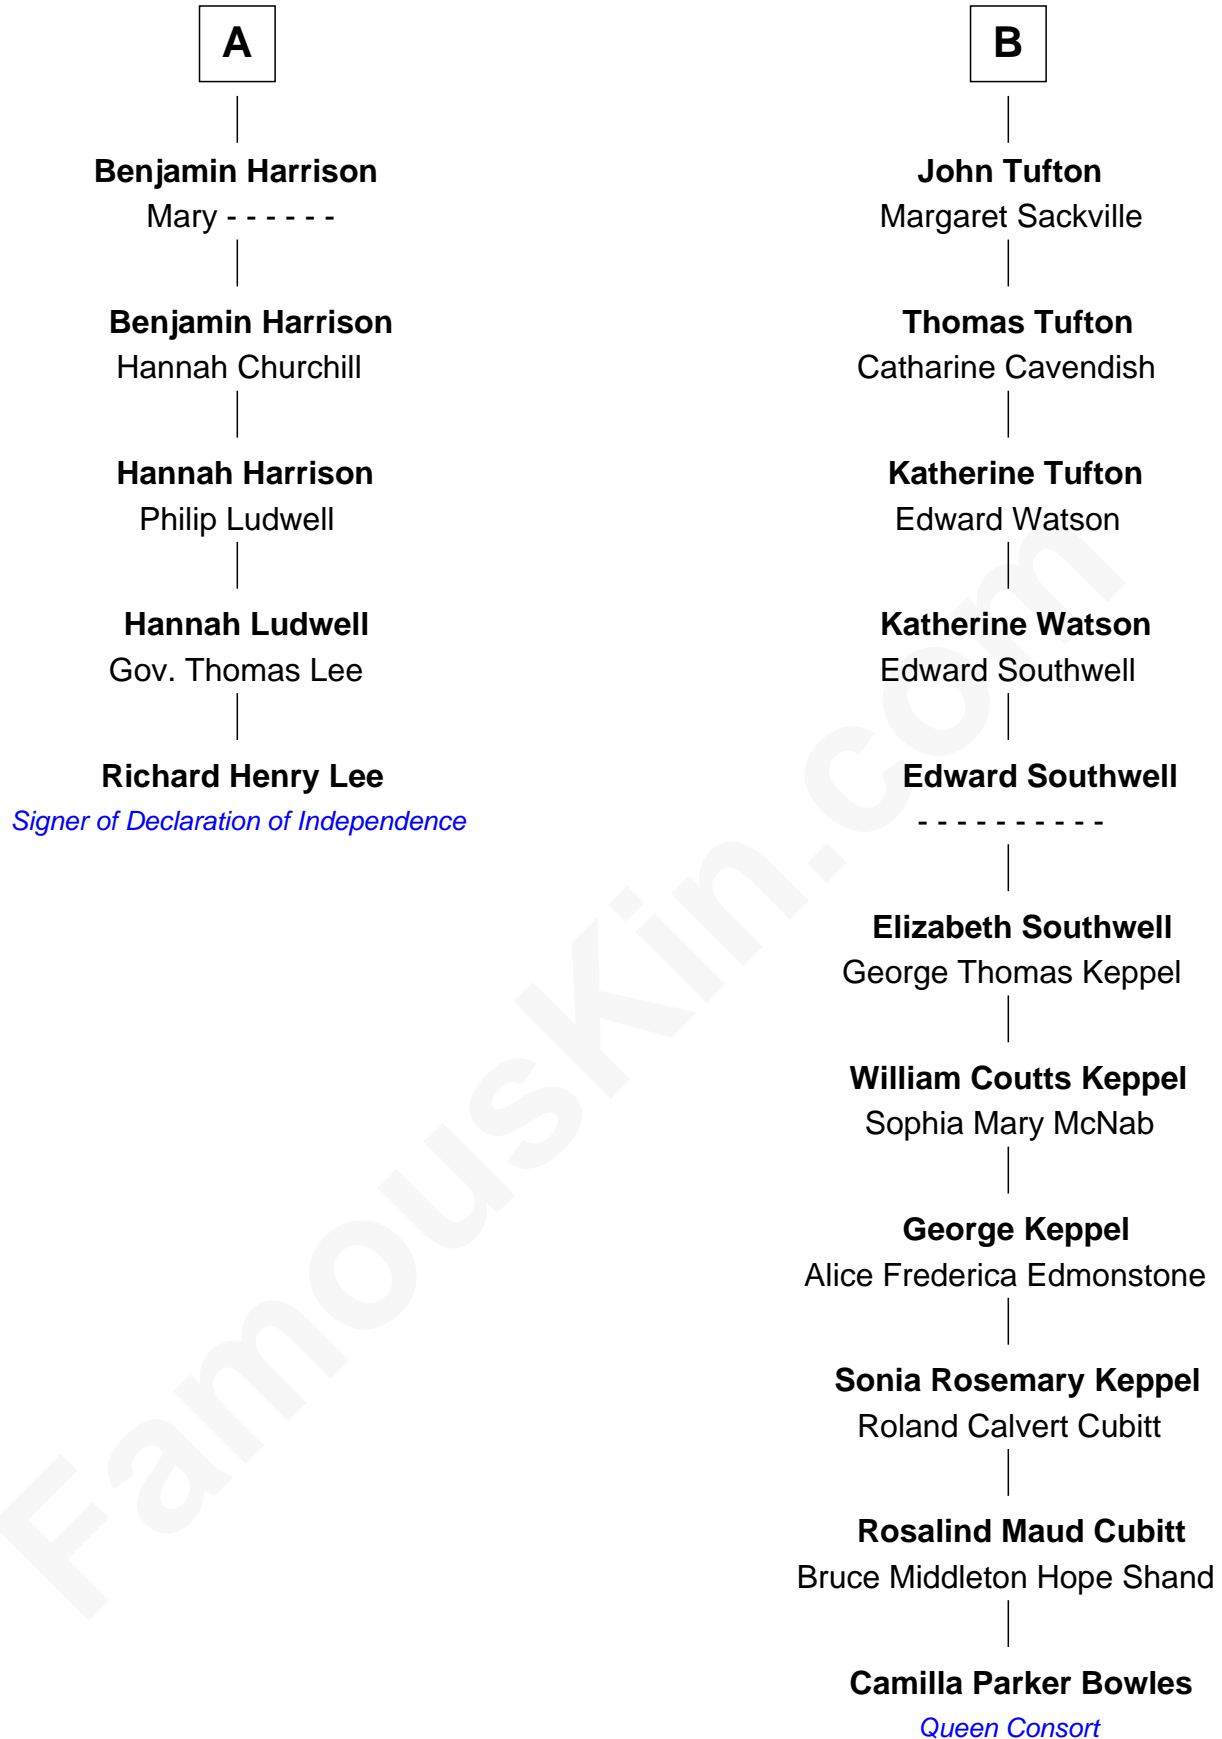 A
Benjamin Harrison
Mary - - - - - -
Benjamin Harrison
Hannah Churchill
Hannah Harrison
Philip Ludwell
Hannah Ludwell
Gov. Thomas Lee
Richard Henry Lee
Signer of Declaration of Independence
B
John Tufton
Margaret Sackville
Thomas Tufton
Catharine Cavendish
Katherine Tufton
Edward Watson
Katherine Watson
Edward Southwell
Edward Southwell
- - - - - - - - - -
Elizabeth Southwell
George Thomas Keppel
William Coutts Keppel
Sophia Mary McNab
George Keppel
Alice Frederica Edmonstone
Sonia Rosemary Keppel
Roland Calvert Cubitt
Rosalind Maud Cubitt
Bruce Middleton Hope Shand
Camilla Parker Bowles
Queen Consort
FamousKin.com